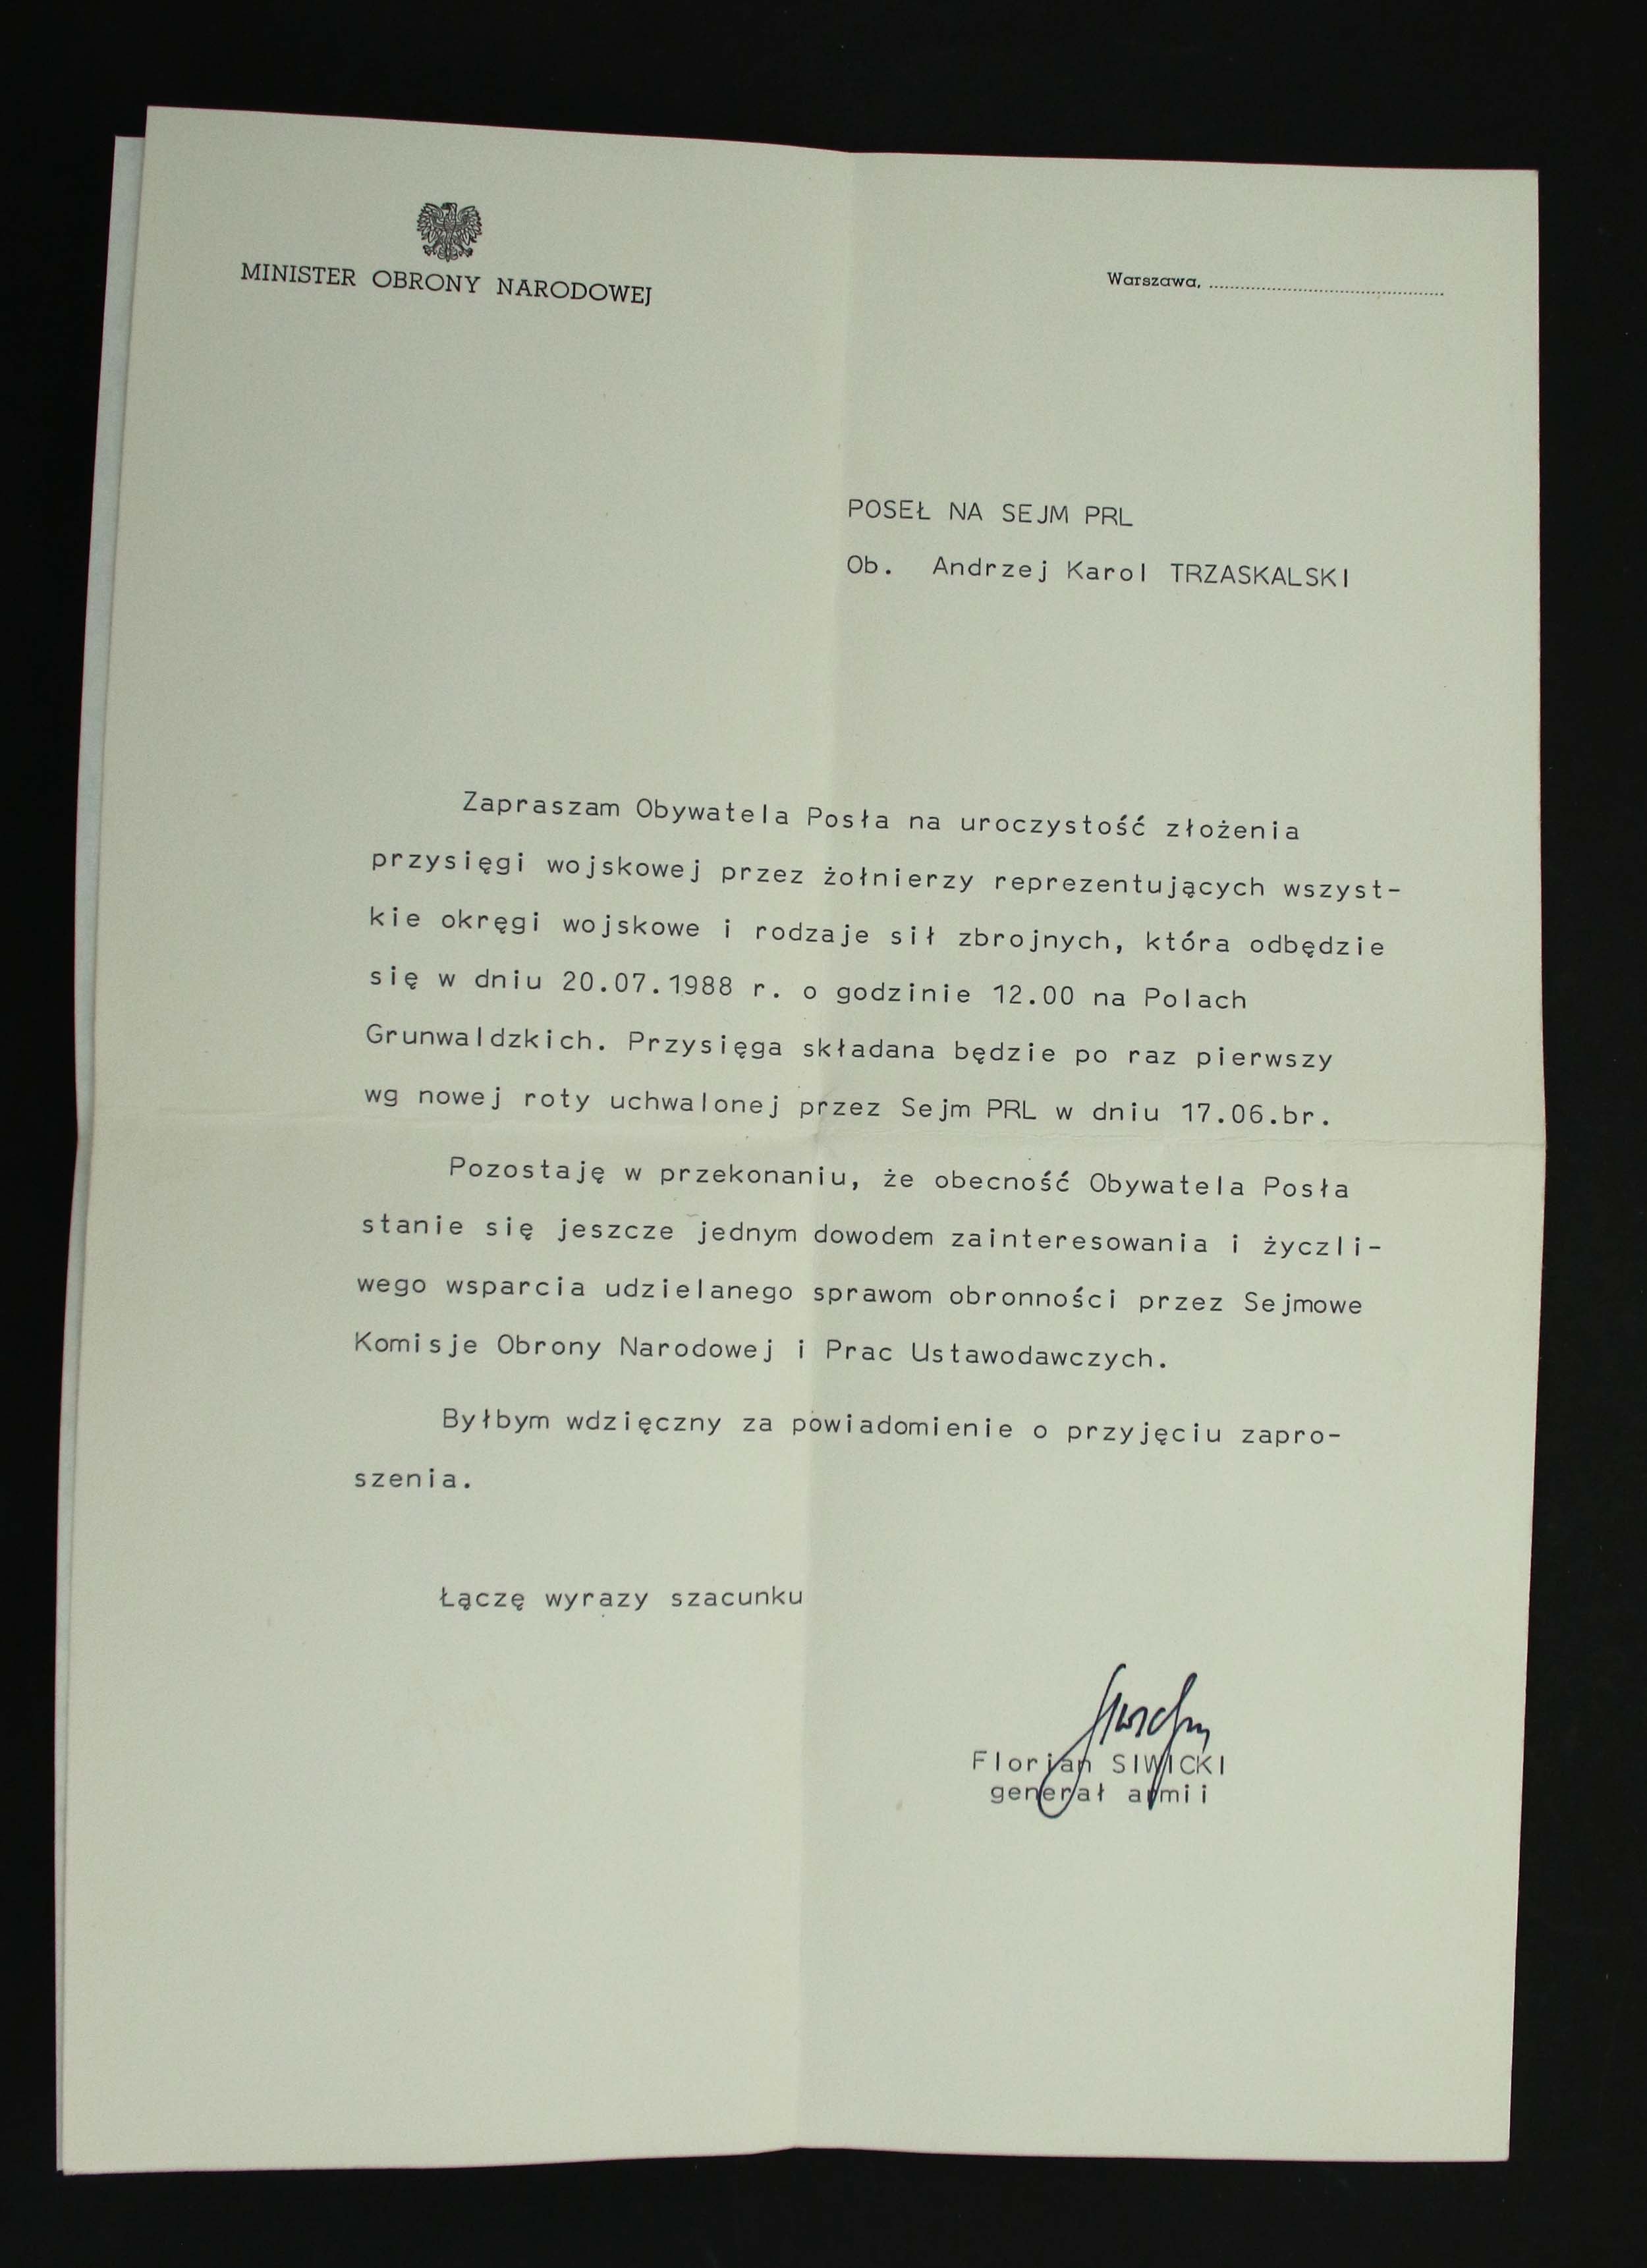 MINISTER OBRONY NARODOWEJ
Warszawa, ........................................
POSEŁ NA SEJM PRL
Ob. Andrzej Karol TRZASKALSKI
Zapraszam Obywatela Posła na uroczystość złożenia
przysięgi wojskowej przez żołnierzy reprezentujących wszyst-
kie okręgi wojskowe i rodzaje sił zbrojnych, która odbędzie
się w dniu 20.07.1988 r. o godzinie 12.00 na Polach
Grunwaldzkich. Przysięga składana będzie po raz pierwszy
wg nowej roty uchwalonej przez Sejm PRL w dniu 17.06.br.
Pozostaję w przekonaniu, że obecność Obywatela Posła
stanie się jeszcze jednym dowodem zainteresowania i życzli-
wego wsparcia udzielanego sprawom obronności przez Sejmowe
Komisje Obrony Narodowej i Prac Ustawodawczych.
Byłbym wdzięczny za powiadomienie o przyjęciu zapro-
szenia.
Łączę wyrazy szacunku
Florian SIWICKI
generał armii